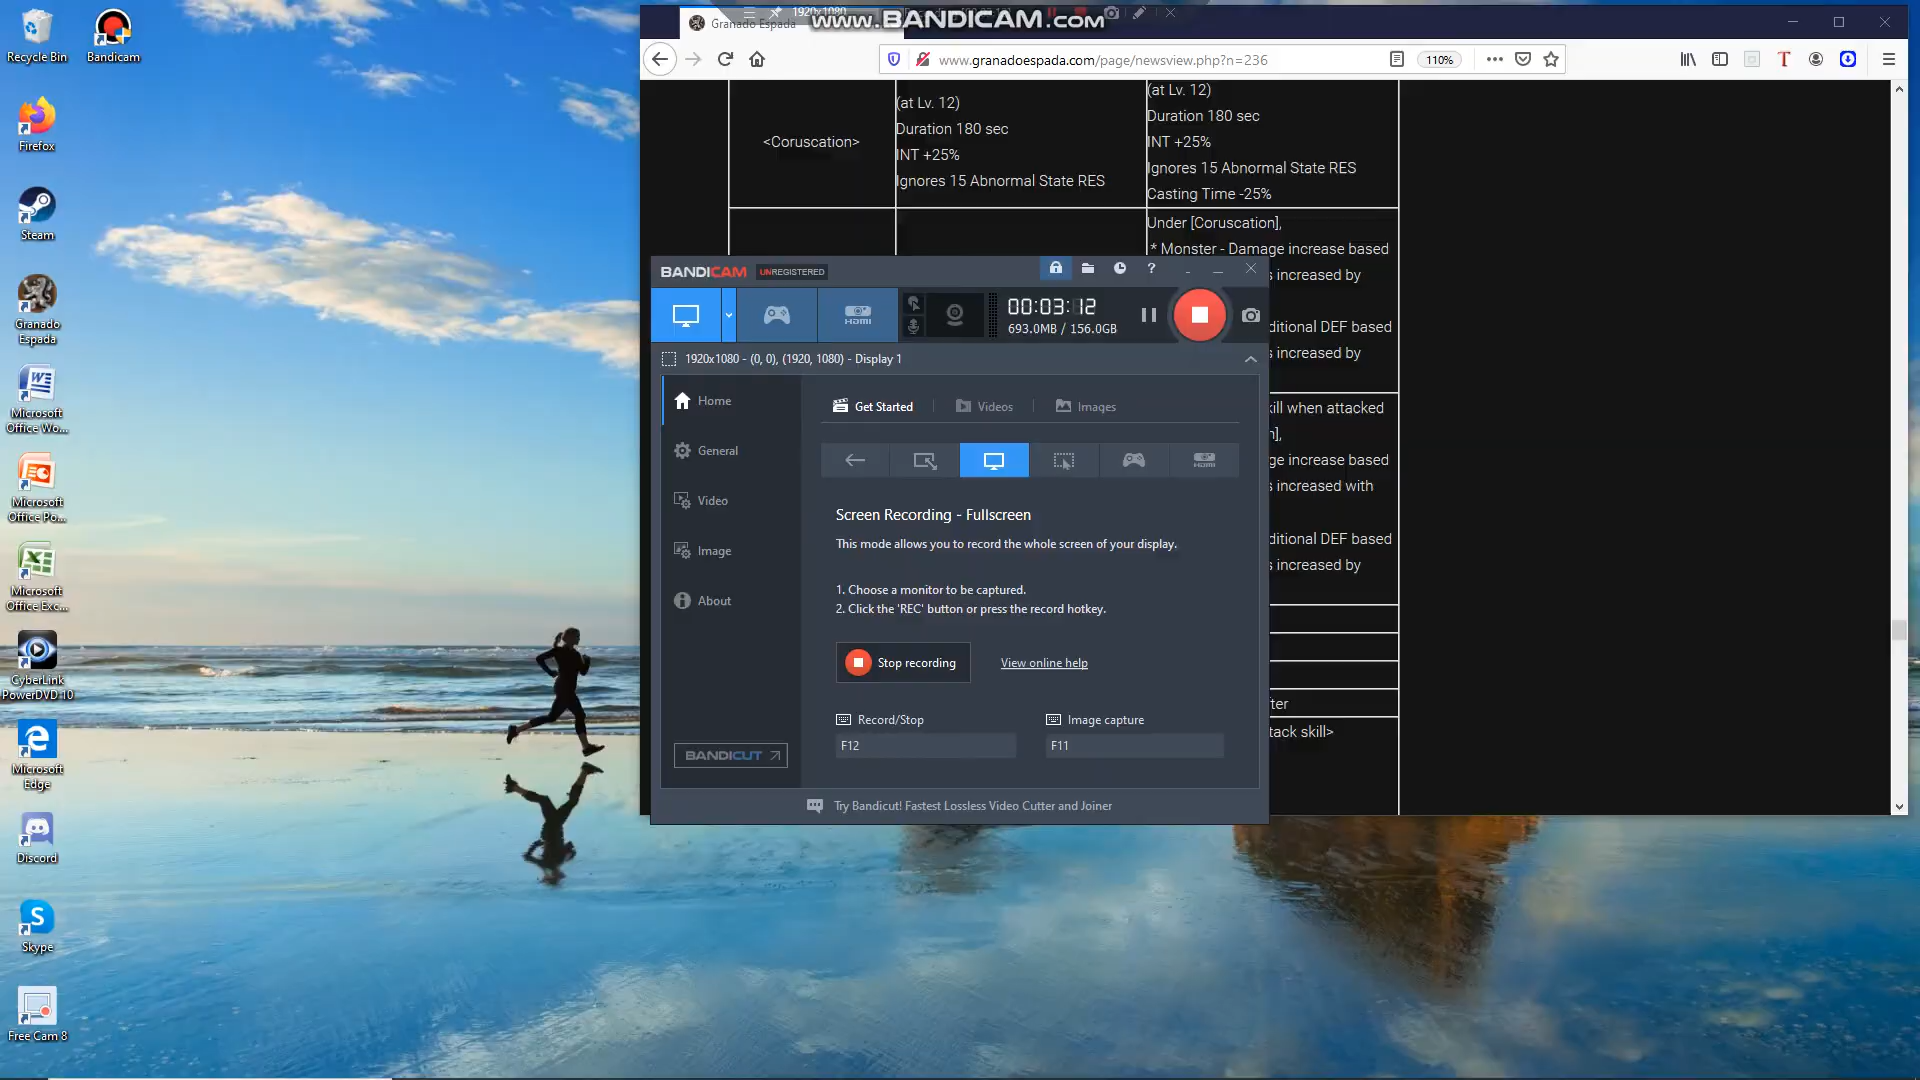 Recycle Bin
Bandicam
Firefox
Steam
Granado
Espada
Microsoft
Office Wo...
Microsoft
Office Po...
Microsoft
Office Exc...
CyberLink
PowerDVD 10
Microsoft
Edge
Discord
Skype
Free Cam 8
1920x1080
Granado Espada
www.BANDICAM.com
www.granadoespada.com/page/newsview.php?n=236
110%
<Coruscation>
(at Lv. 12)
Duration 180 sec
INT +25%
Ignores 15 Abnormal State RES
(at Lv. 12)
Duration 180 sec
INT +25%
Ignores 15 Abnormal State RES
Casting Time -25%
Under [Coruscation],
* Monster - Damage increase based
s increased by
ditional DEF based
s increased by
ill when attacked
n],
ge increase based
s increased with
ditional DEF based
s increased by
fter
tack skill>
BANDICAM UNREGISTERED
HDMI
00:03:12
693.0MB / 156.0GB
1920x1080 - (0, 0), (1920, 1080) - Display 1
Home
General
Video
Image
About
BANDICUT
Get Started
Videos
Images
HDMI
Screen Recording - Fullscreen
This mode allows you to record the whole screen of your display.
1. Choose a monitor to be captured.
2. Click the 'REC' button or press the record hotkey.
Stop recording
View online help
Record/Stop
F12
Image capture
F11
Try Bandicut! Fastest Lossless Video Cutter and Joiner